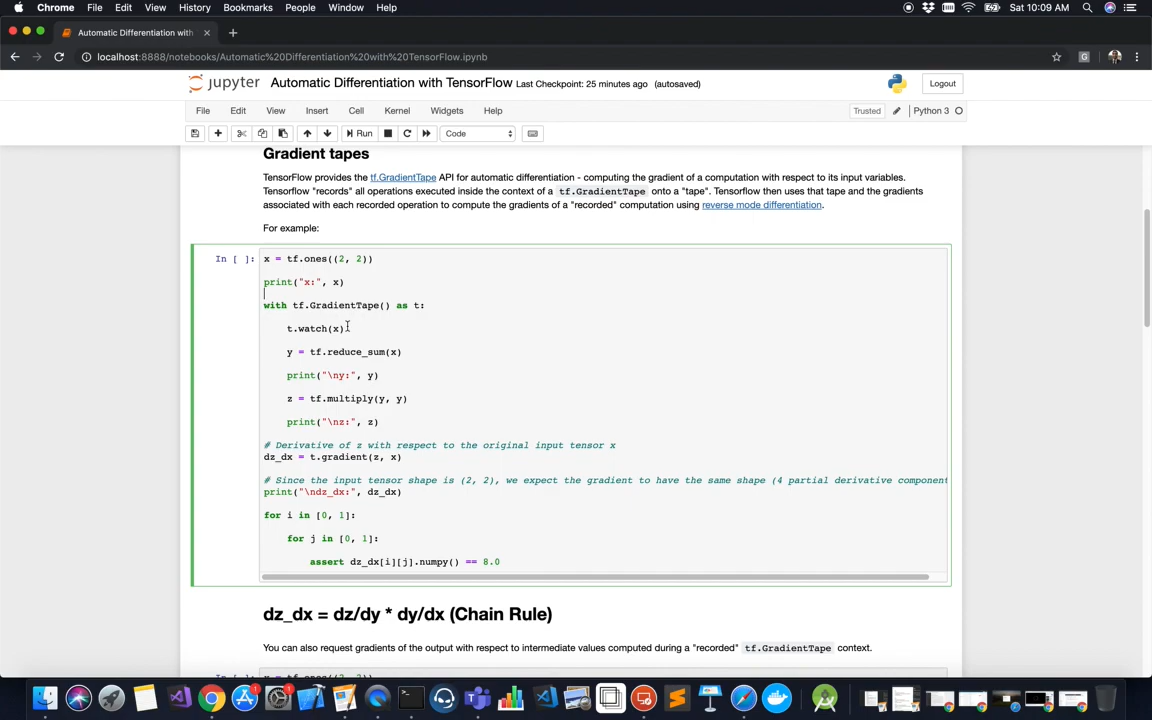 Chrome File Edit View History Bookmarks People Window Help Sat 10:09 AM
Automatic Differentiation with
localhost:8888/notebooks/Automatic%20Differentiation%20with%20TensorFlow.ipynb
jupyter Automatic Differentiation with TensorFlow Last Checkpoint: 25 minutes ago (autosaved) Logout
File Edit View Insert Cell Kernel Widgets Help Trusted Python 3
Run Code
Gradient tapes
TensorFlow provides the tf.GradientTape API for automatic differentiation - computing the gradient of a computation with respect to its input variables.
Tensorflow "records" all operations executed inside the context of a tf.GradientTape onto a "tape". Tensorflow then uses that tape and the gradients
associated with each recorded operation to compute the gradients of a "recorded" computation using reverse mode differentiation.
For example:
In [ ]: x = tf.ones((2, 2))
print("x:", x)
with tf.GradientTape() as t:
t.watch(x)
y = tf.reduce_sum(x)
print("\ny:", y)
z = tf.multiply(y, y)
print("\nz:", z)
# Derivative of z with respect to the original input tensor x
dz_dx = t.gradient(z, x)
# Since the input tensor shape is (2, 2), we expect the gradient to have the same shape (4 partial derivative component
print("\ndz_dx:", dz_dx)
for i in [0, 1]:
for j in [0, 1]:
assert dz_dx[i][j].numpy() == 8.0
dz_dx = dz/dy * dy/dx (Chain Rule)
You can also request gradients of the output with respect to intermediate values computed during a "recorded" tf.GradientTape context.